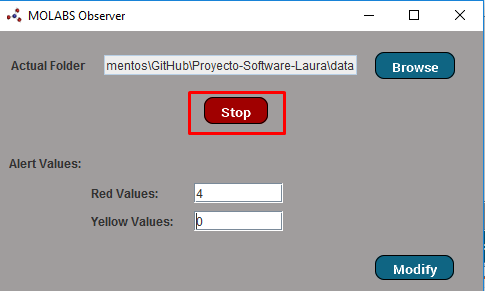 MOLABS Observer
Actual Folder mentos\GitHub\Proyecto-Software-Laura\data Browse
Stop
Alert Values:
Red Values: 4
Yellow Values: 0
Modify